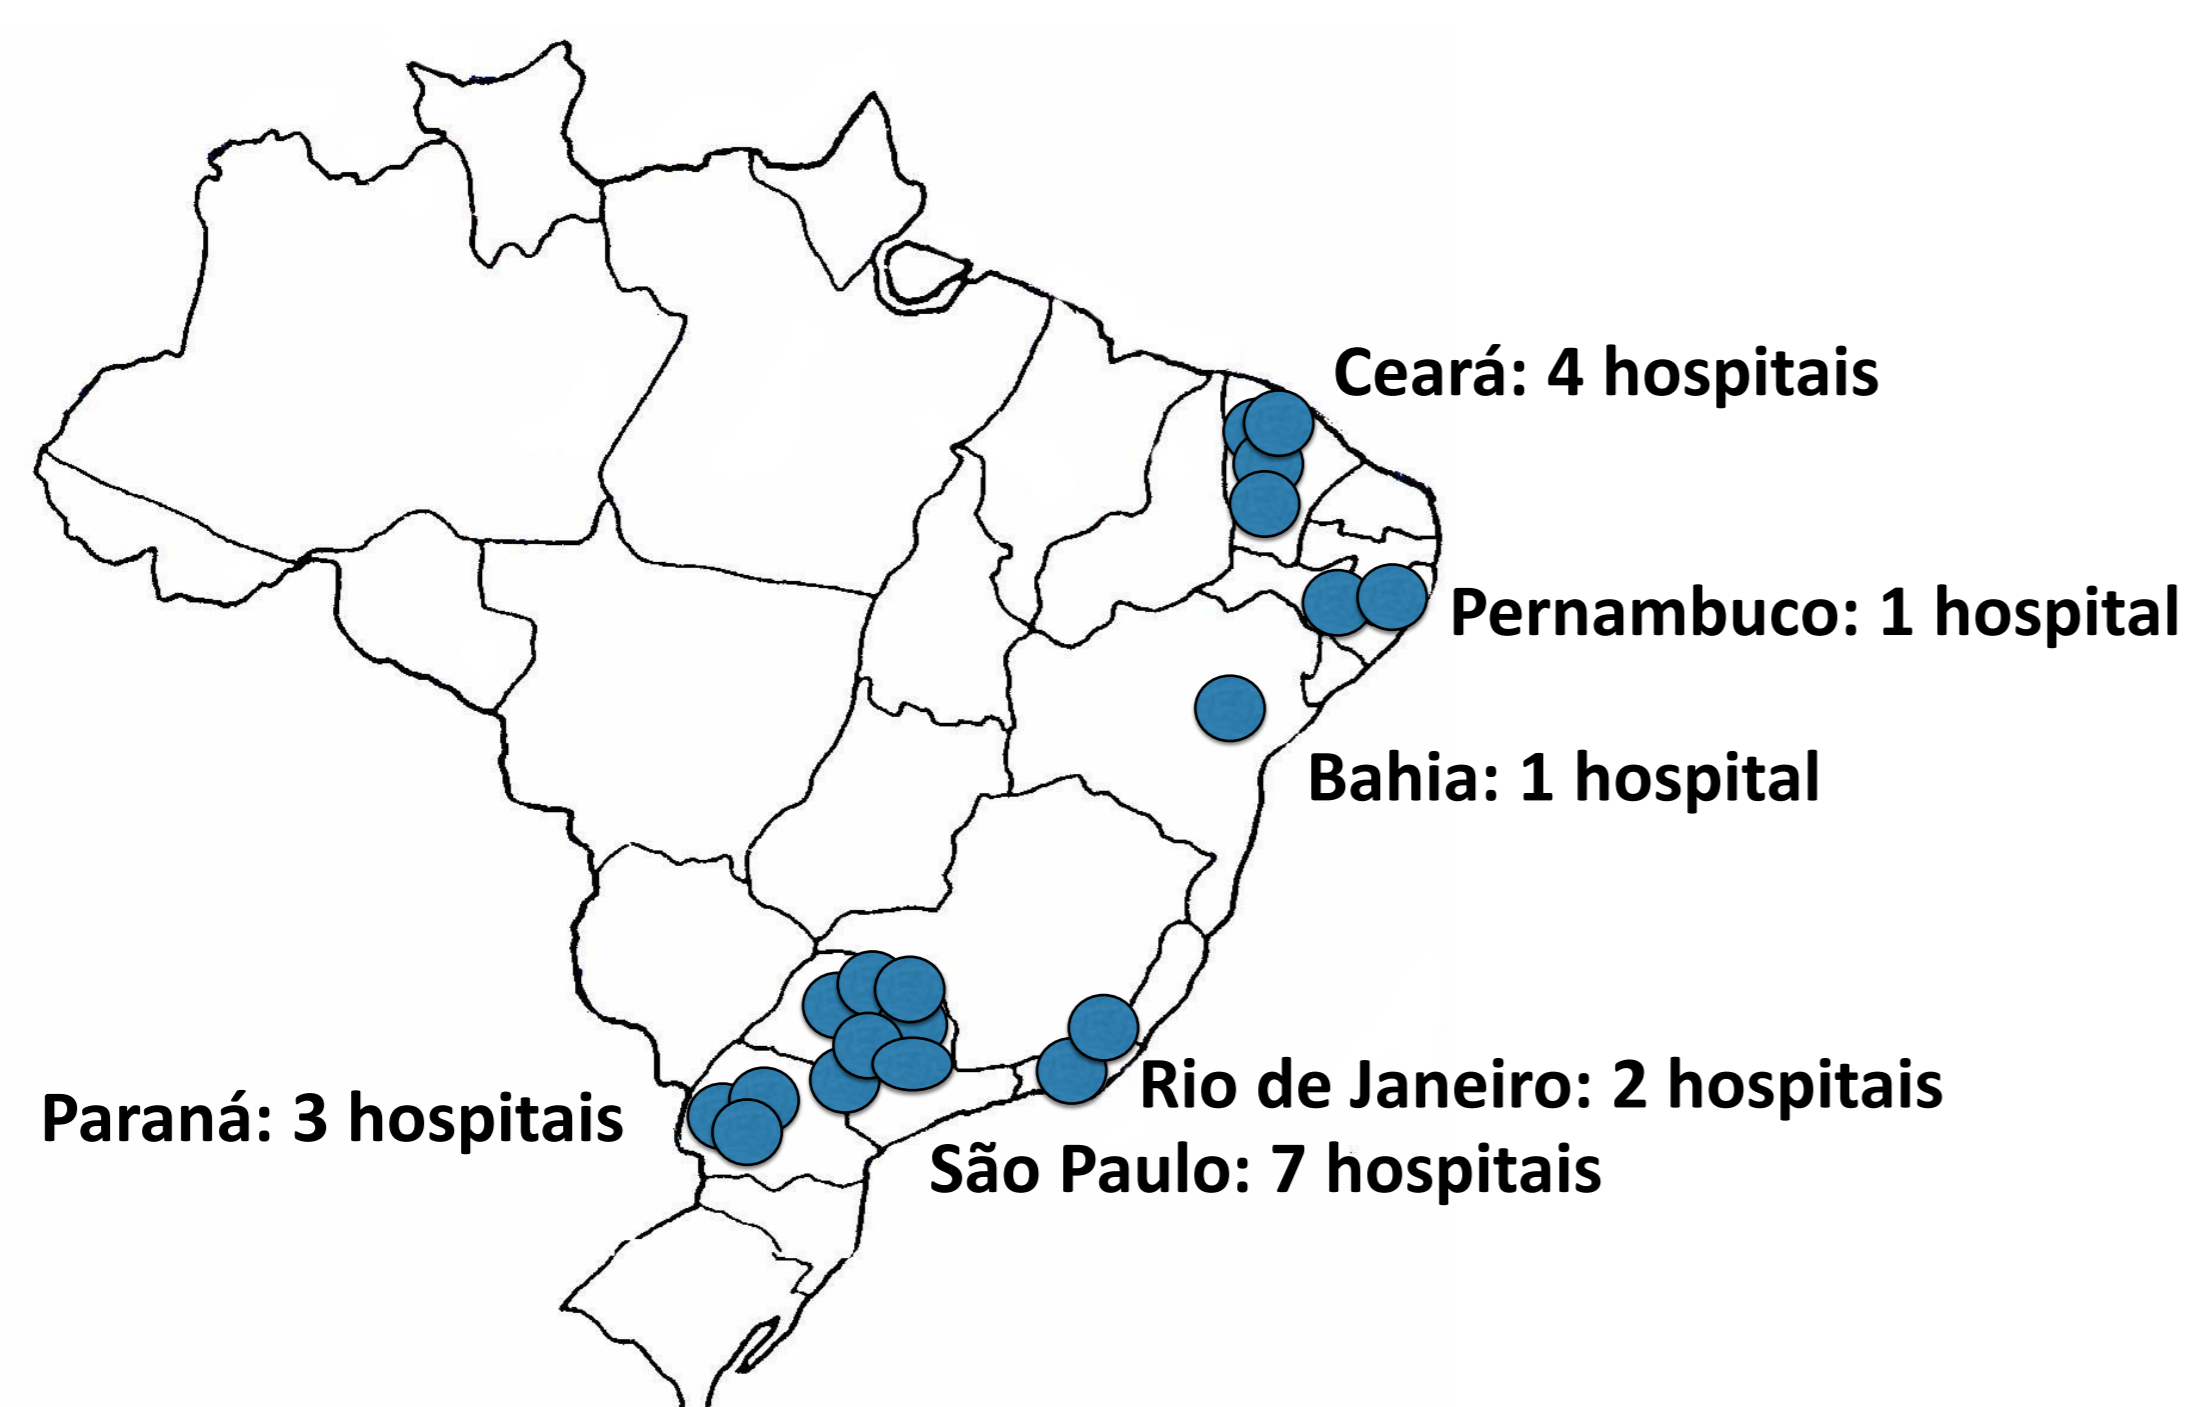 Ceará: 4 hospitais
Pernambuco: 1 hospital
Bahia: 1 hospital
Rio de Janeiro: 2 hospitais
Paraná: 3 hospitais
São Paulo: 7 hospitais